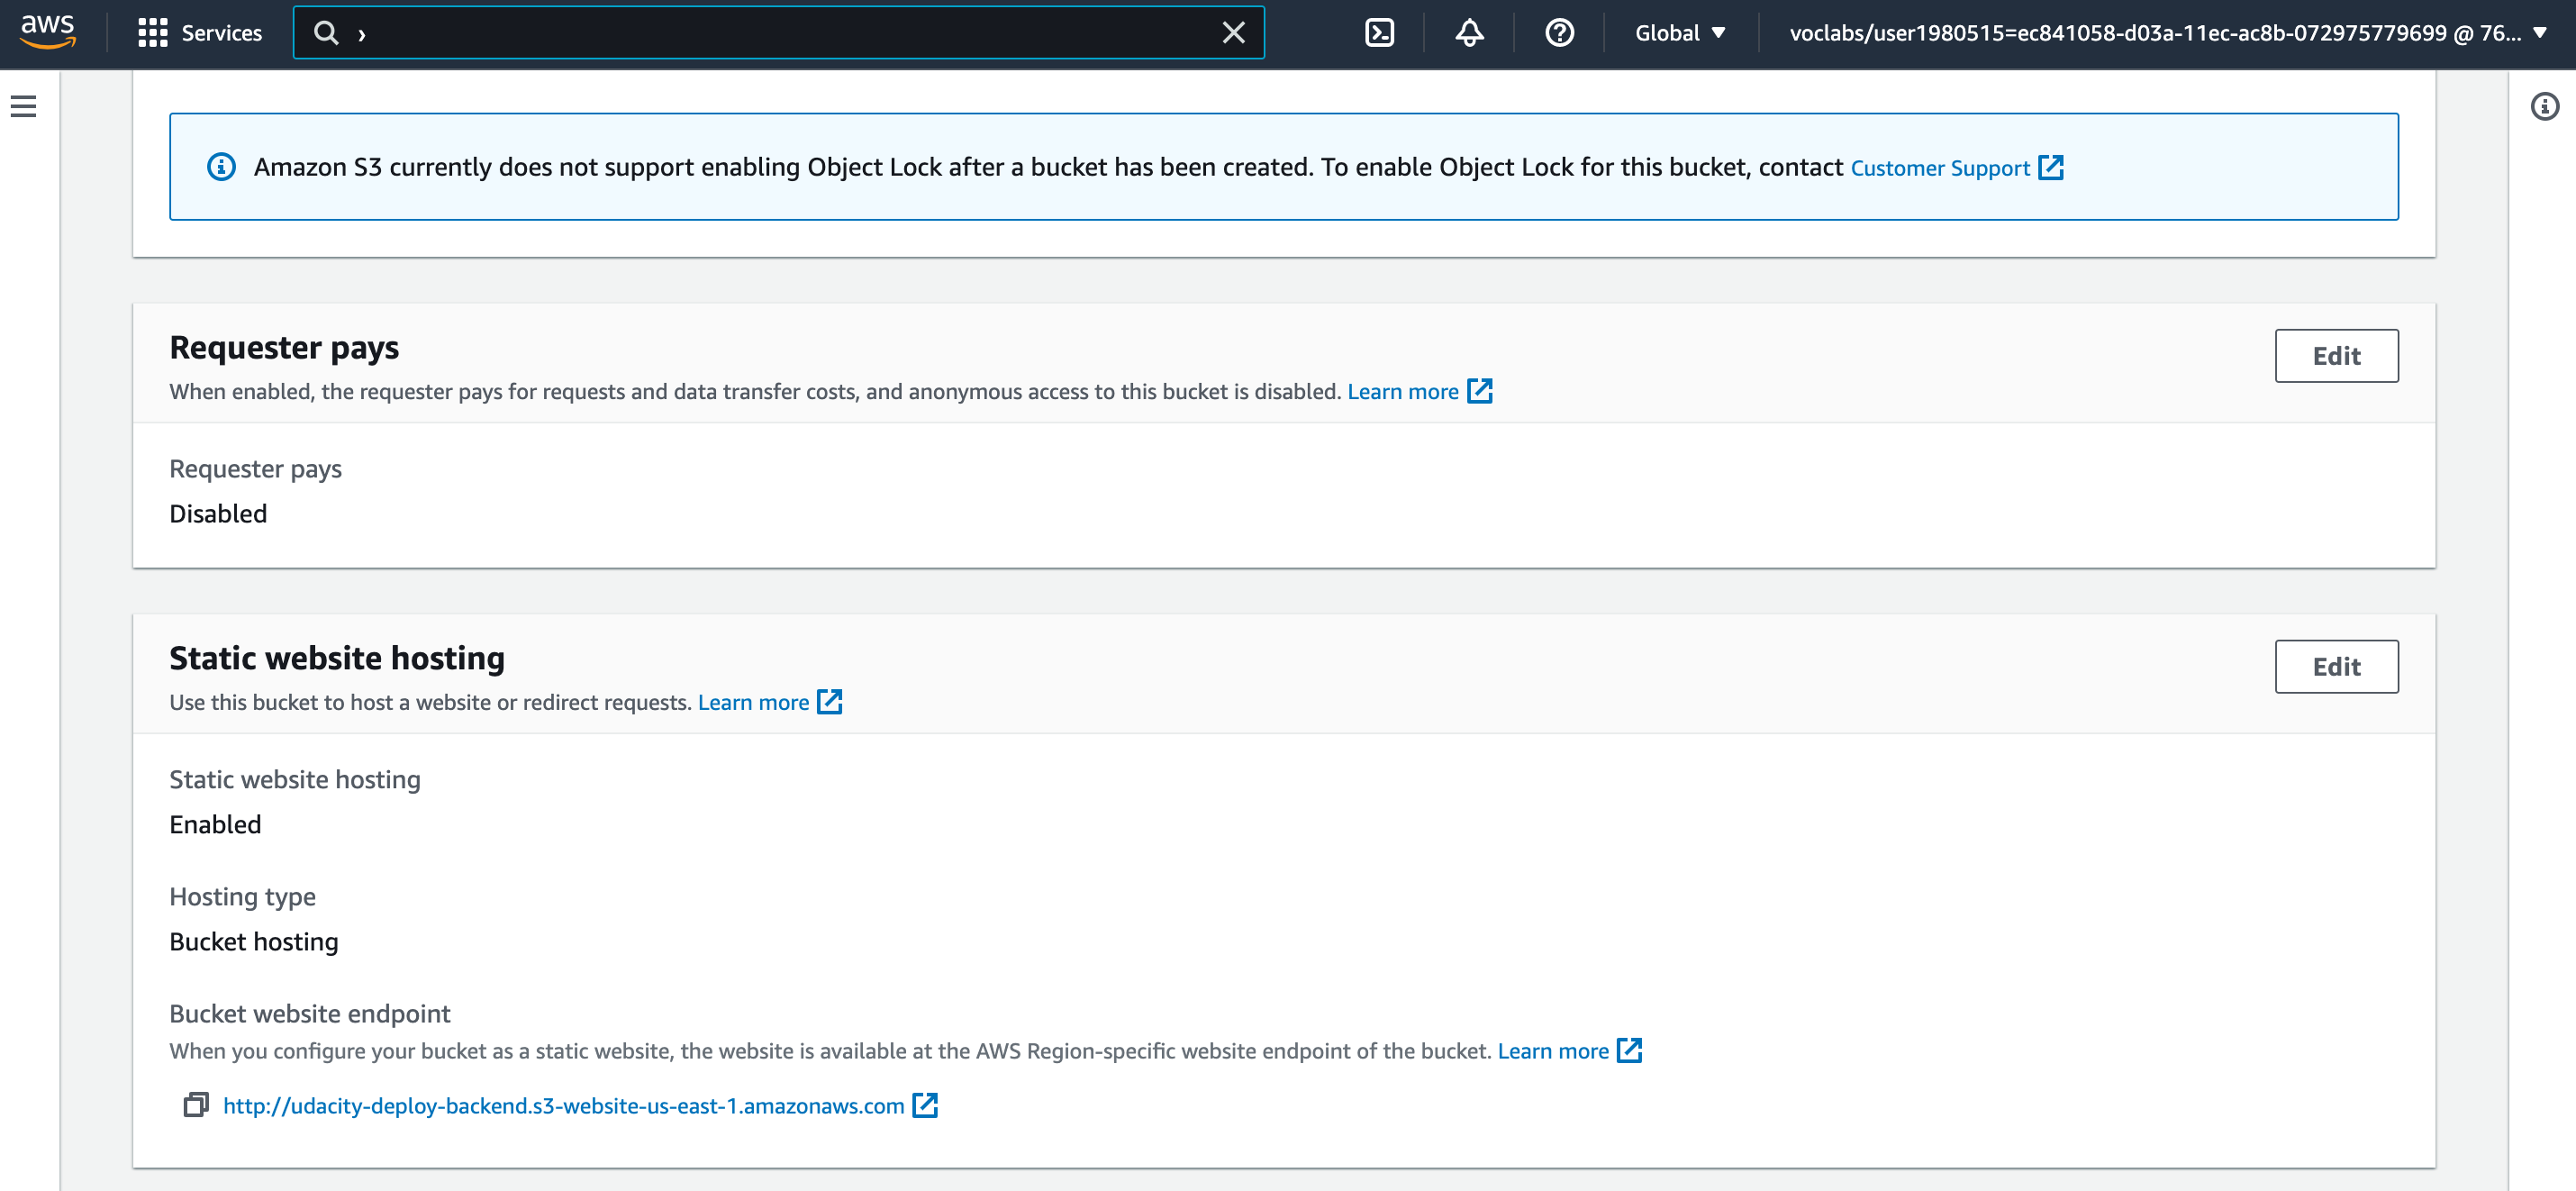 aws Services › Global voclabs/user1980515=ec841058-d03a-11ec-ac8b-072975779699 @ 76...
Amazon S3 currently does not support enabling Object Lock after a bucket has been created. To enable Object Lock for this bucket, contact Customer Support
Requester pays
Edit
When enabled, the requester pays for requests and data transfer costs, and anonymous access to this bucket is disabled. Learn more
Requester pays
Disabled
Static website hosting
Edit
Use this bucket to host a website or redirect requests. Learn more
Static website hosting
Enabled
Hosting type
Bucket hosting
Bucket website endpoint
When you configure your bucket as a static website, the website is available at the AWS Region-specific website endpoint of the bucket. Learn more
http://udacity-deploy-backend.s3-website-us-east-1.amazonaws.com